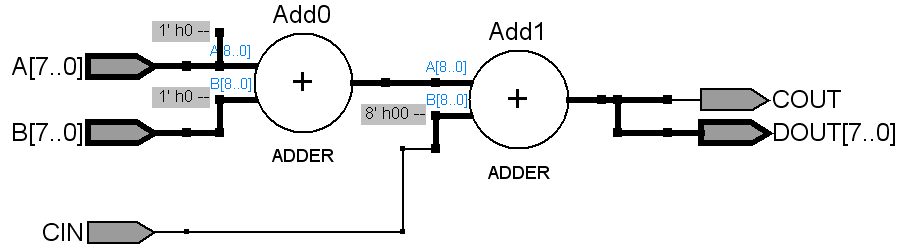 Add0
1' h0 --
A[8..0]
A[7..0]
+
B[8..0]
1' h0 --
B[7..0]
ADDER
Add1
A[8..0]
+
B[8..0]
8' h00 --
ADDER
COUT
DOUT[7..0]
CIN